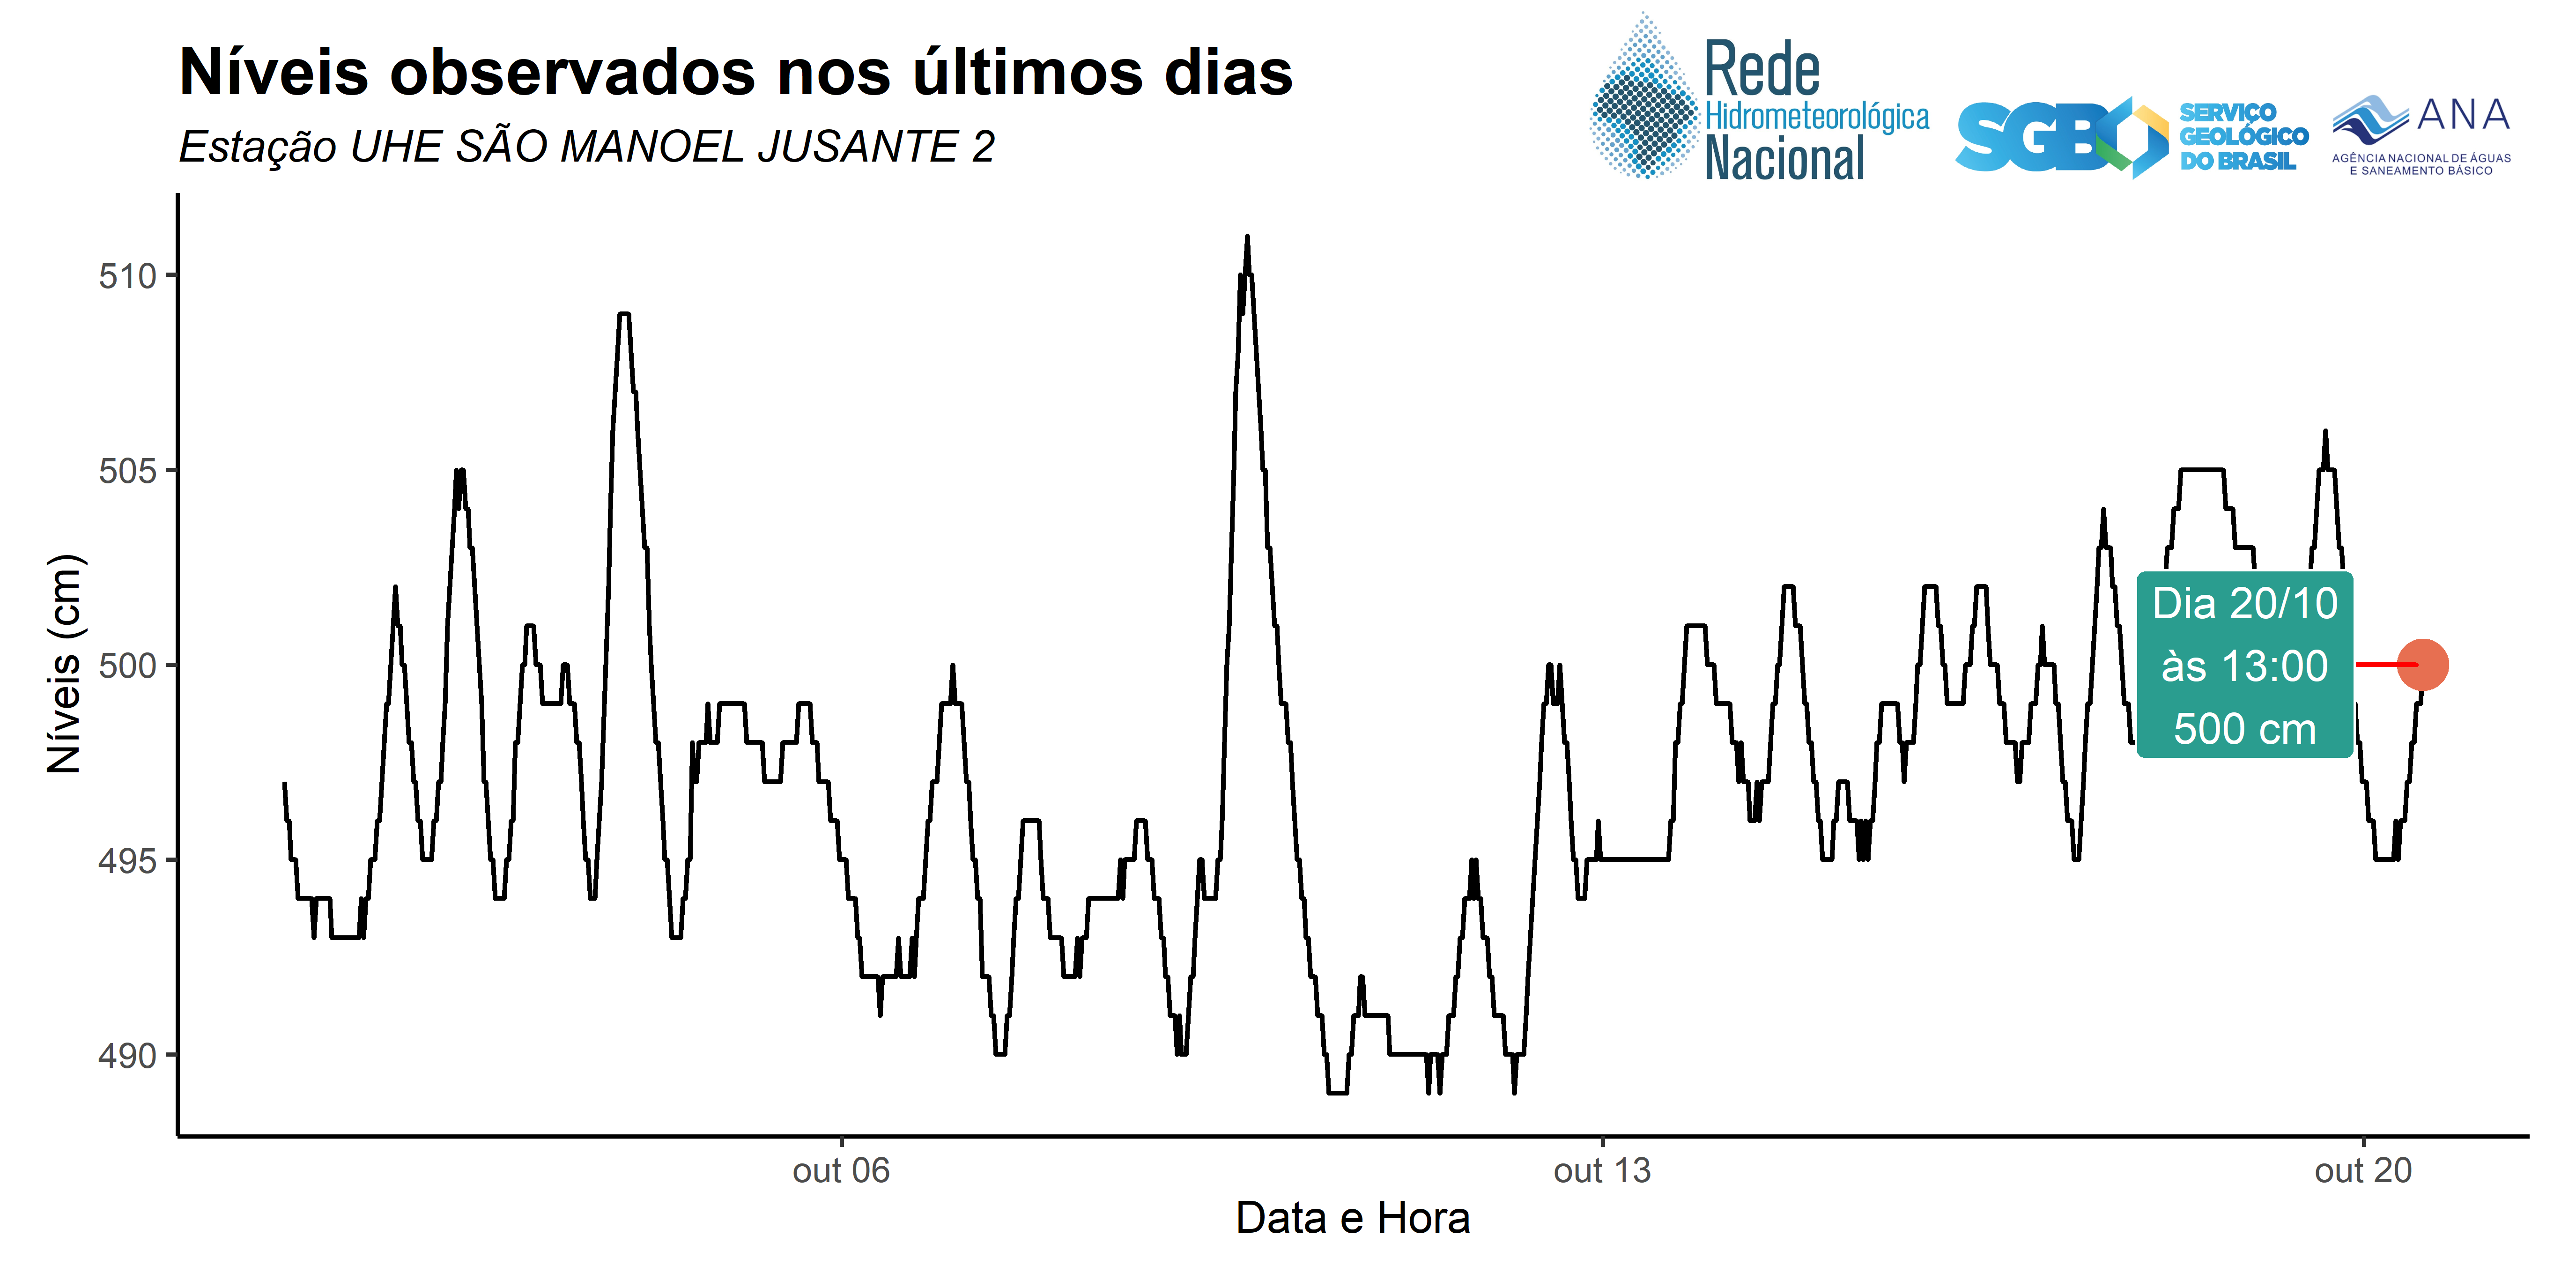 Níveis observados nos últimos dias
Estação UHE SÃO MANOEL JUSANTE 2
Rede
Hidrometeorológica
Nacional
SGB
SERVIÇO
GEOLÓGICO
DO BRASIL
ANA
AGÊNCIA NACIONAL DE ÁGUAS
E SANEAMENTO BÁSICO
Níveis (cm)
510
505
500
495
490
Dia 20/10
às 13:00
500 cm
out 06
out 13
out 20
Data e Hora